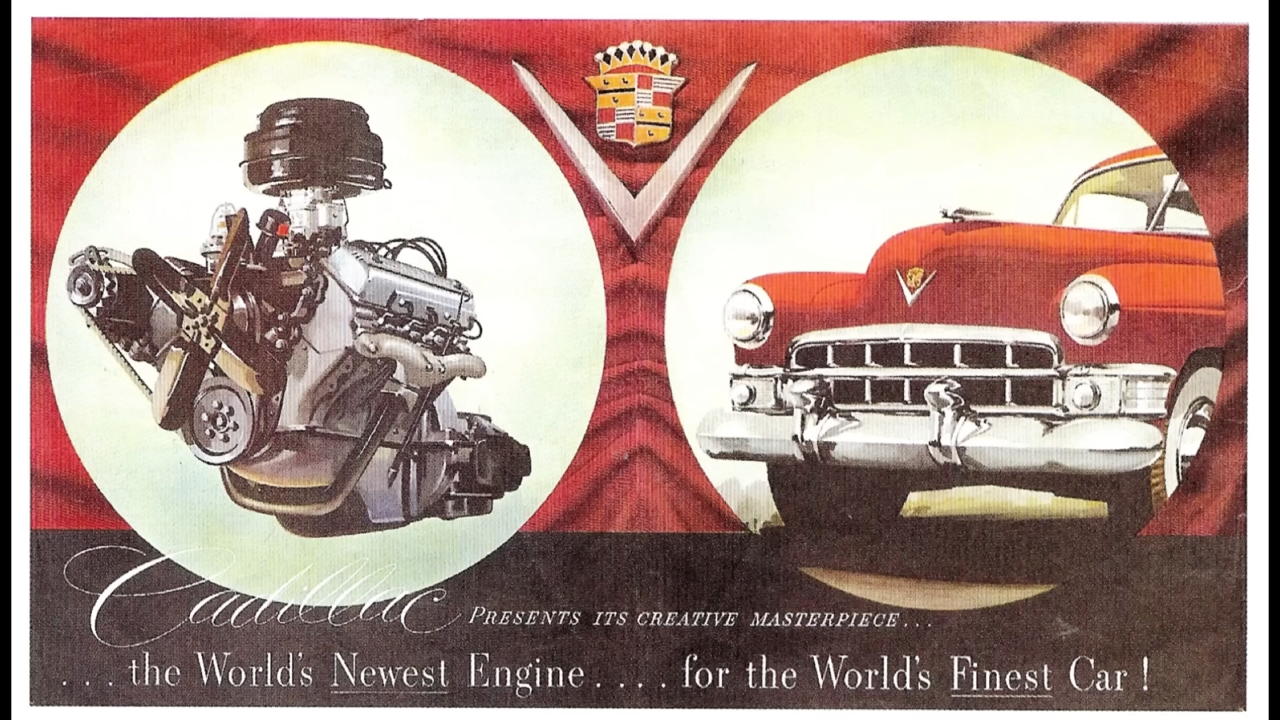 Cadillac PRESENTS ITS CREATIVE MASTERPIECE...
...the World's Newest Engine....for the World's Finest Car!